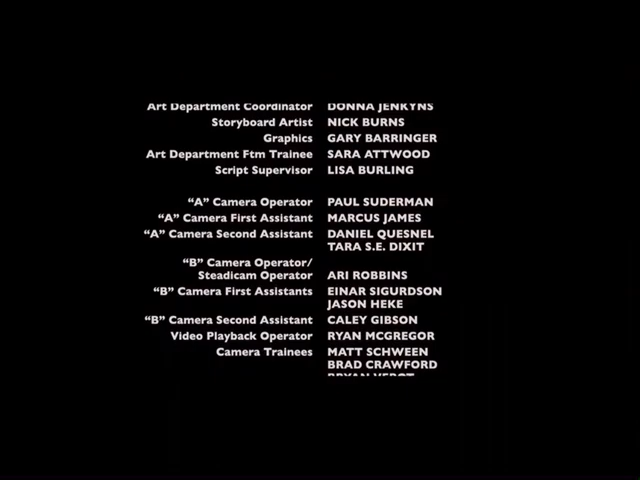 Art Department Coordinator DONNA JENKYNS
Storyboard Artist NICK BURNS
Graphics GARY BARRINGER
Art Department Ftm Trainee SARA ATTWOOD
Script Supervisor LISA BURLING
“A” Camera Operator PAUL SUDERMAN
“A” Camera First Assistant MARCUS JAMES
“A” Camera Second Assistant DANIEL QUESNEL
TARA S.E. DIXIT
“B” Camera Operator/
Steadicam Operator ARI ROBBINS
“B” Camera First Assistants EINAR SIGURDSON
JASON HEKE
“B” Camera Second Assistant CALEY GIBSON
Video Playback Operator RYAN MCGREGOR
Camera Trainees MATT SCHWEEN
BRAD CRAWFORD
BRYAN